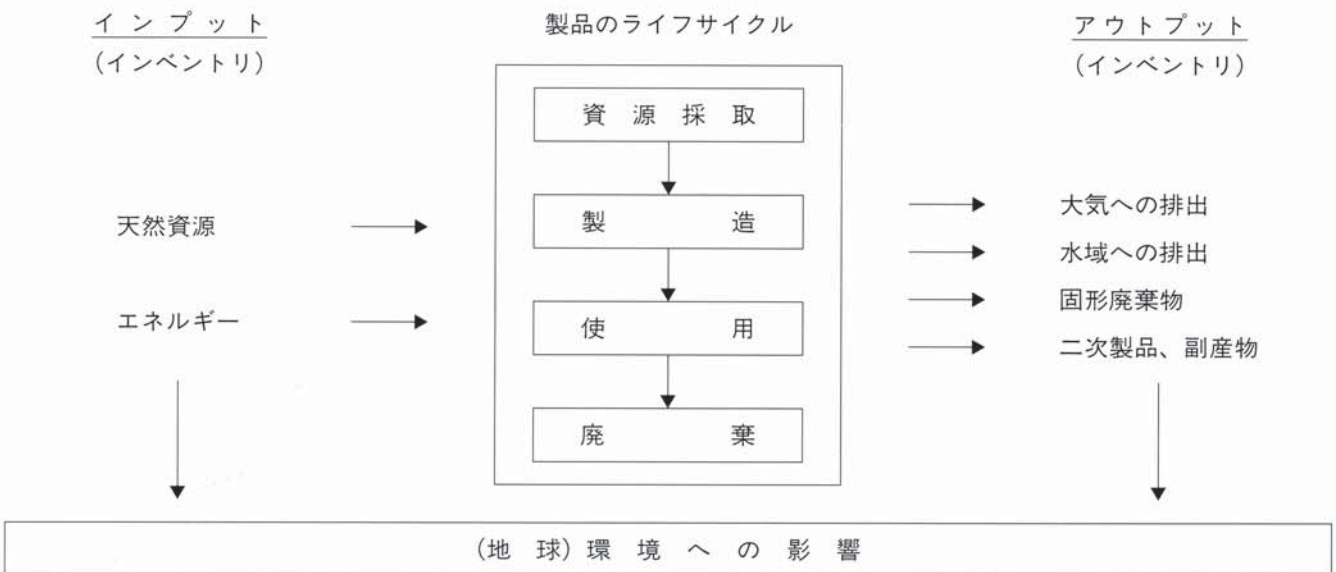 インプット
(インベントリ)
天然資源
エネルギー
製品のライフサイクル
資源採取
製造
使用
廃棄
アウトプット
(インベントリ)
大気への排出
水域への排出
固形廃棄物
二次製品、副産物
(地球)環境への影響